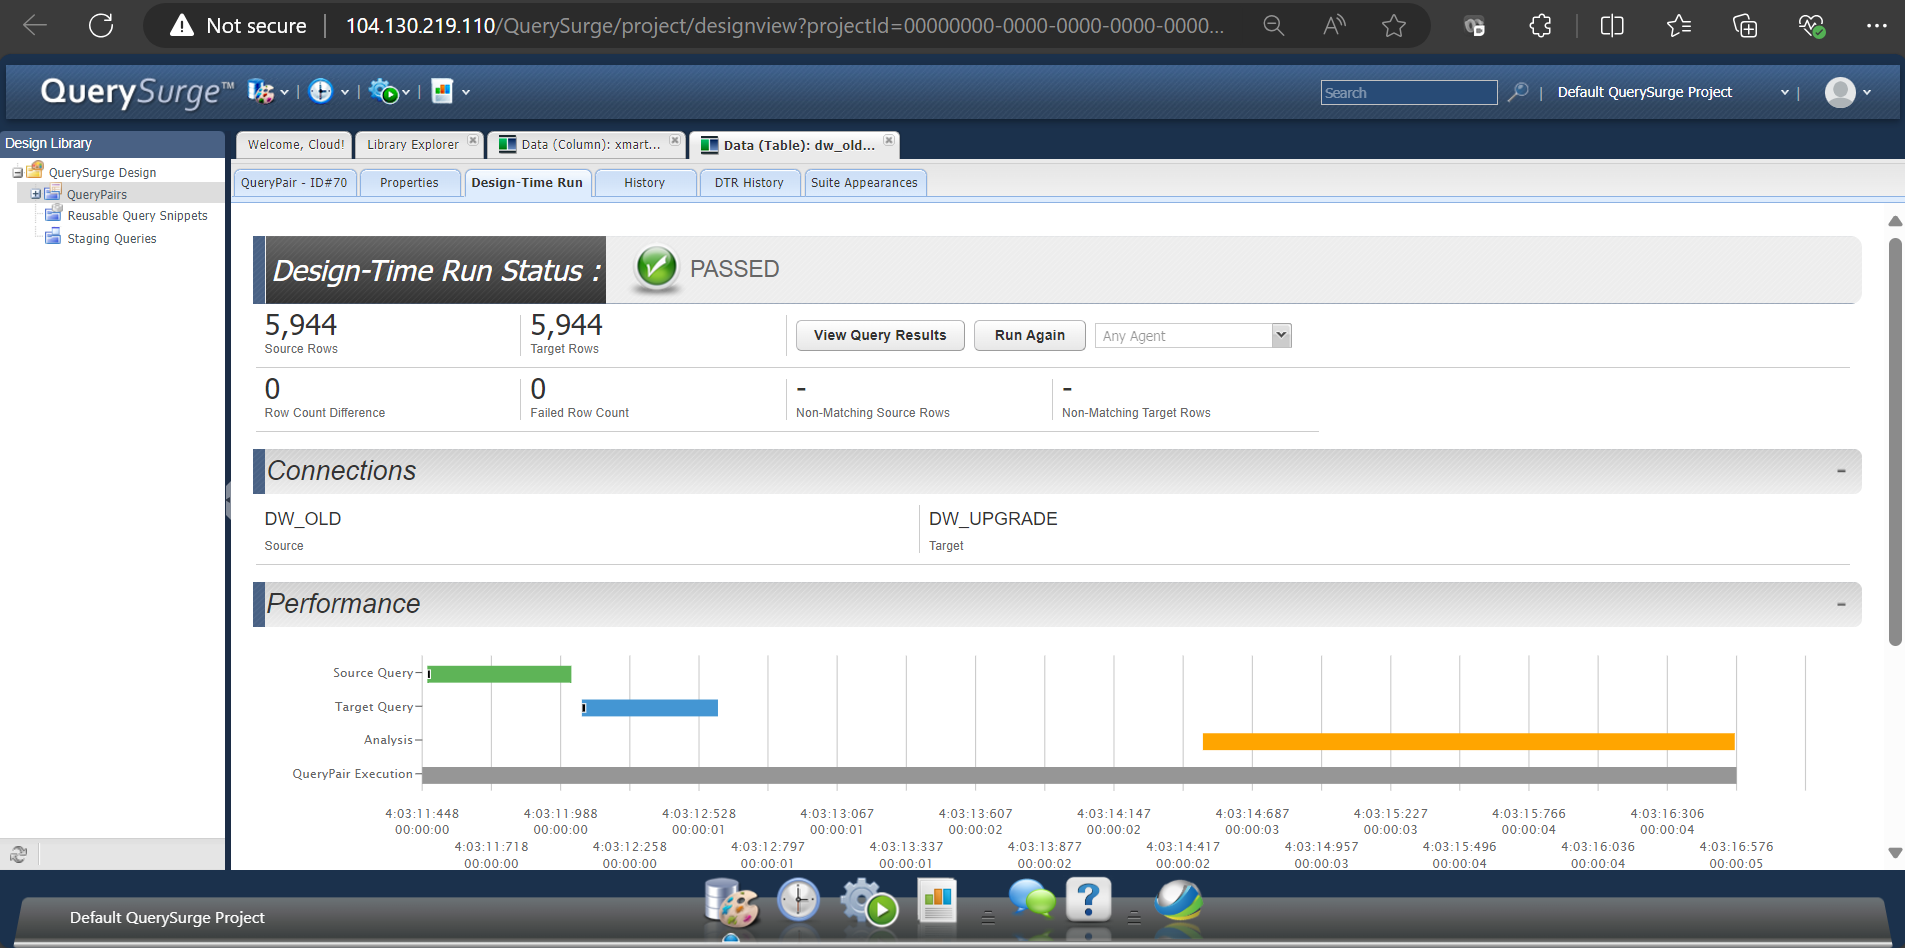 Not secure
104.130.219.110/QuerySurge/project/designview?projectId=00000000-0000-0000-0000-0000...
QuerySurge™
Search
Default QuerySurge Project
Design Library
QuerySurge Design
QueryPairs
Reusable Query Snippets
Staging Queries
Welcome, Cloud!
Library Explorer
Data (Column): xmart...
Data (Table): dw_old...
QueryPair - ID#70
Properties
Design-Time Run
History
DTR History
Suite Appearances
Design-Time Run Status :
PASSED
5,944
Source Rows
5,944
Target Rows
View Query Results
Run Again
Any Agent
0
Row Count Difference
0
Failed Row Count
-
Non-Matching Source Rows
-
Non-Matching Target Rows
Connections
-
DW_OLD
Source
DW_UPGRADE
Target
Performance
-
Source Query
Target Query
Analysis
QueryPair Execution
4:03:11:448 4:03:11:988 4:03:12:528 4:03:13:067 4:03:13:607 4:03:14:147 4:03:14:687 4:03:15:227 4:03:15:766 4:03:16:306
00:00:00 00:00:00 00:00:01 00:00:01 00:00:02 00:00:02 00:00:03 00:00:03 00:00:04 00:00:04
4:03:11:718 4:03:12:258 4:03:12:797 4:03:13:337 4:03:13:877 4:03:14:417 4:03:14:957 4:03:15:496 4:03:16:036 4:03:16:576
00:00:00 00:00:00 00:00:01 00:00:01 00:00:02 00:00:02 00:00:03 00:00:04 00:00:04 00:00:05
Default QuerySurge Project